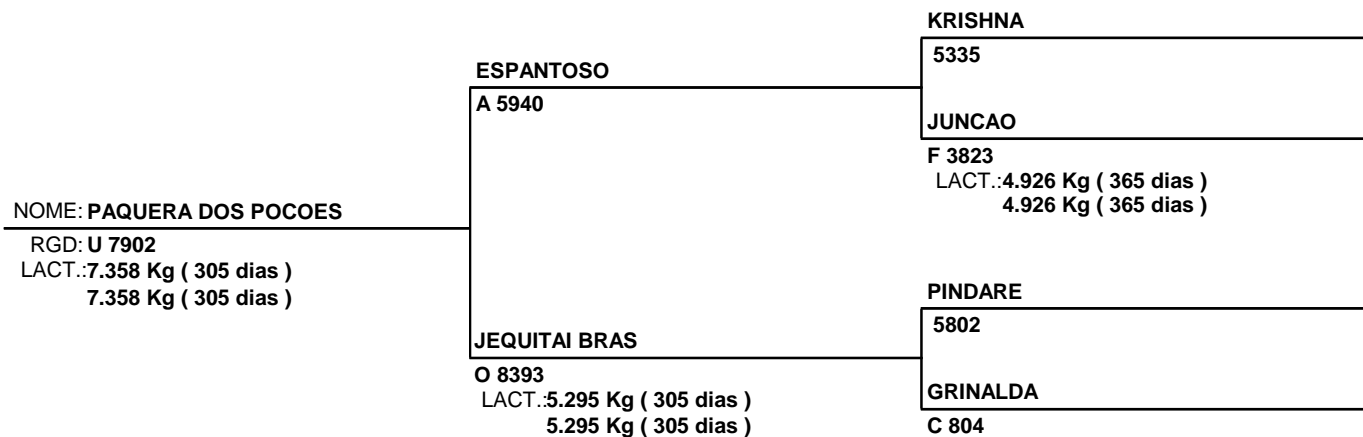 KRISHNA
5335
ESPANTOSO
A 5940
JUNCAO
F 3823
LACT.:4.926 Kg ( 365 dias )
4.926 Kg ( 365 dias )
NOME: PAQUERA DOS POCOES
RGD: U 7902
LACT.:7.358 Kg ( 305 dias )
7.358 Kg ( 305 dias )
PINDARE
5802
JEQUITAI BRAS
O 8393
LACT.:5.295 Kg ( 305 dias )
5.295 Kg ( 305 dias )
GRINALDA
C 804